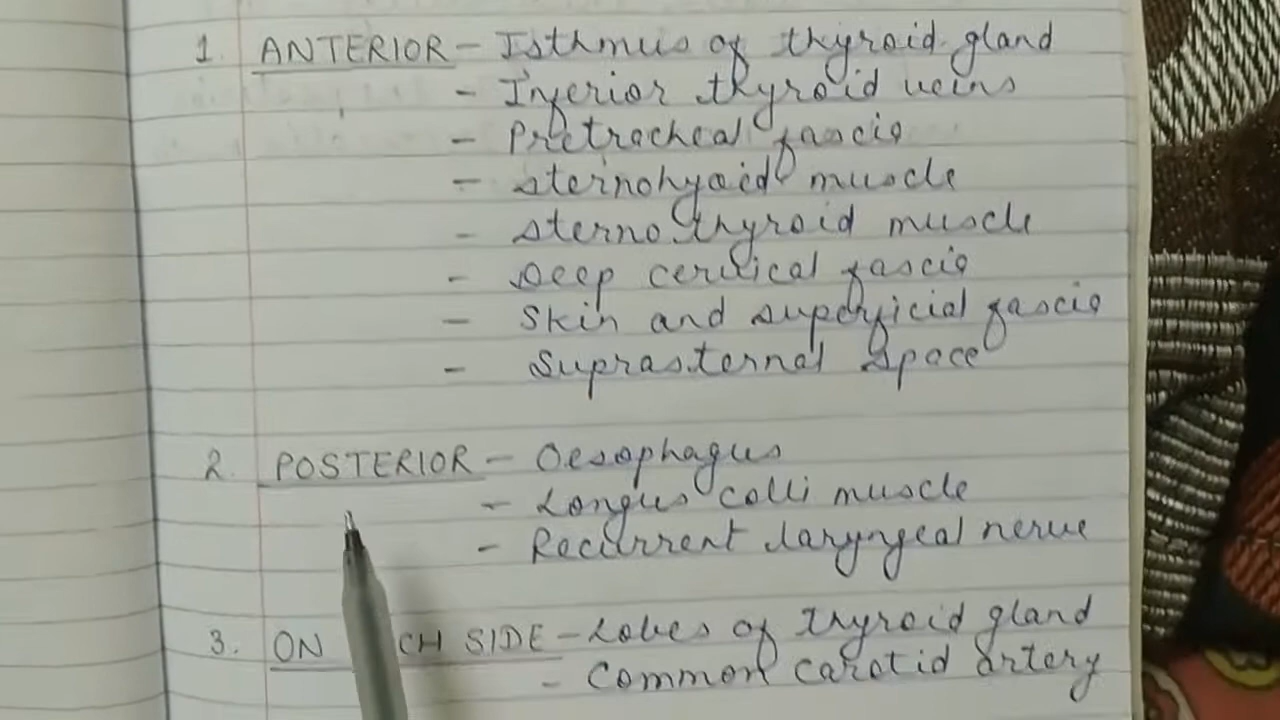 1. ANTERIOR - Isthmus of thyroid gland
- Inferior thyroid veins
- Pretracheal fascia
- sternohyoid muscle
- sterno thyroid muscle
- Deep cervical fascia
- Skin and superficial fascia
- Suprasternal space
2. POSTERIOR - Oesophagus
- Longus colli muscle
- Recurrent laryngeal nerve
3. ON CH SIDE - Lobes of thyroid gland
- Common carotid artery